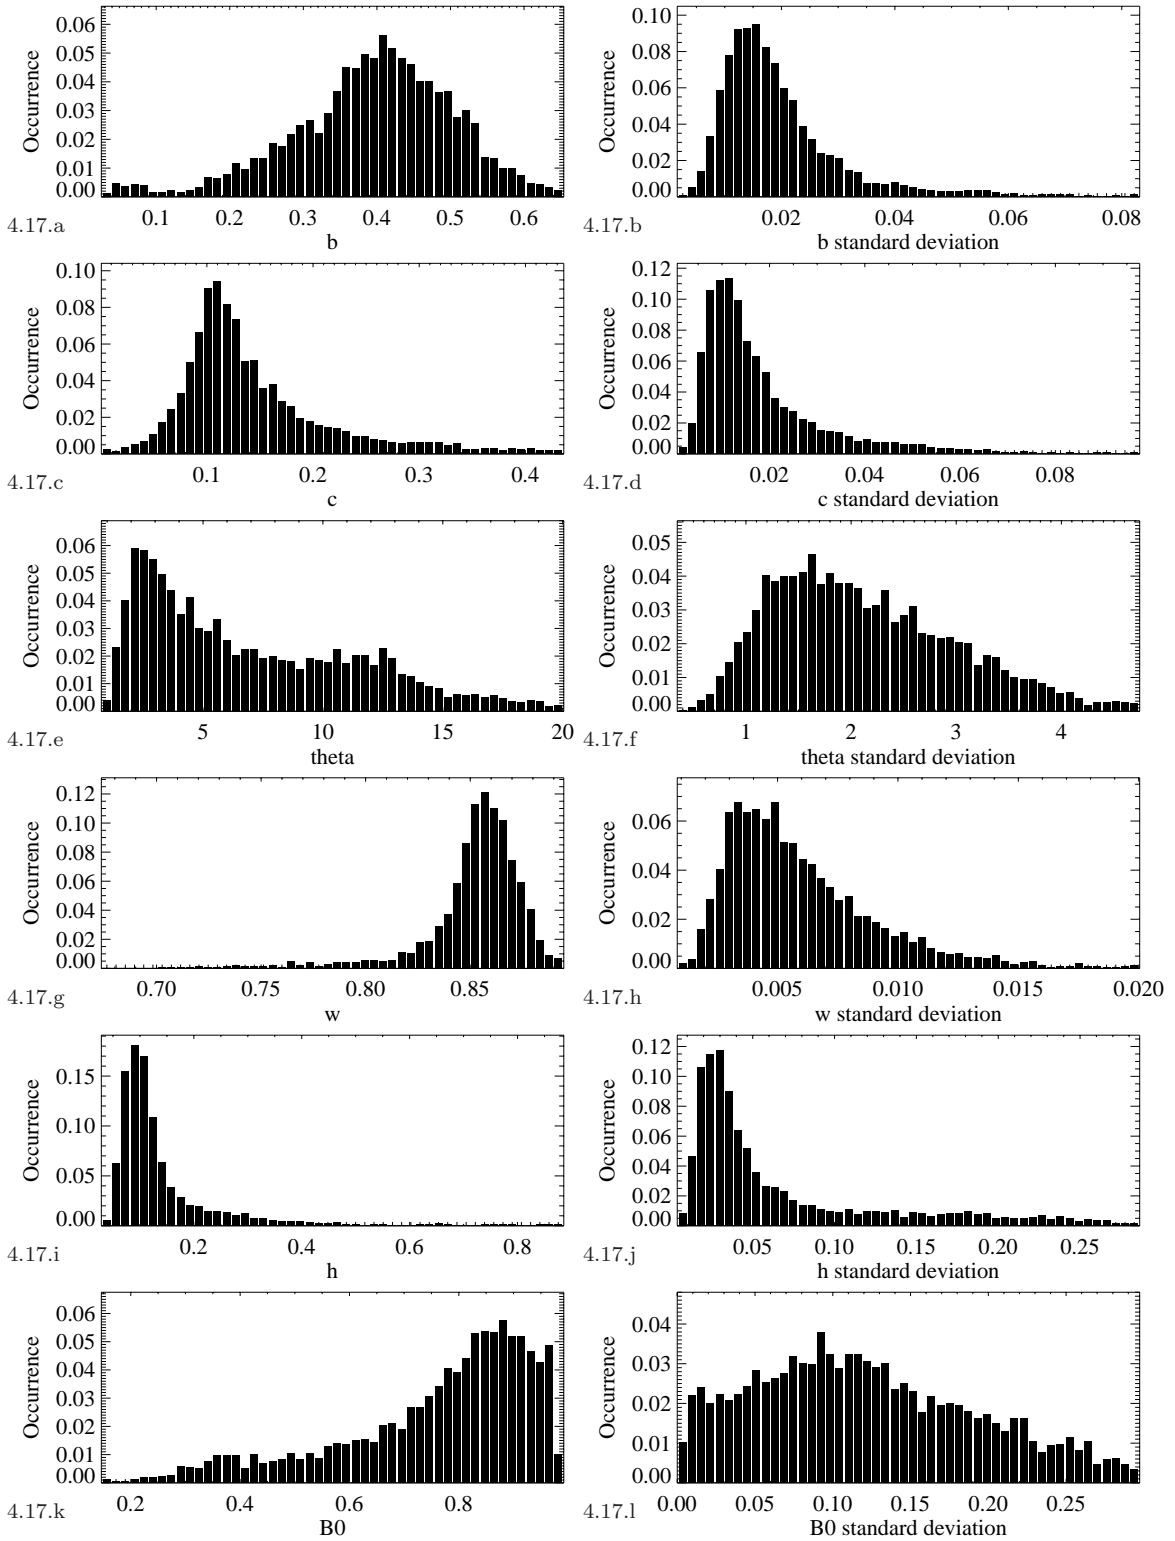 0.06
0.05
0.04
0.03
0.02
0.01
0.00
Occurrence
0.1 0.2 0.3 0.4 0.5 0.6
b
4.17.a
0.10
0.08
0.06
0.04
0.02
0.00
Occurrence
0.02 0.04 0.06 0.08
b standard deviation
4.17.b
0.10
0.08
0.06
0.04
0.02
0.00
Occurrence
0.1 0.2 0.3 0.4
c
4.17.c
0.12
0.10
0.08
0.06
0.04
0.02
0.00
Occurrence
0.02 0.04 0.06 0.08
c standard deviation
4.17.d
0.06
0.05
0.04
0.03
0.02
0.01
0.00
Occurrence
5 10 15 20
theta
4.17.e
0.05
0.04
0.03
0.02
0.01
0.00
Occurrence
1 2 3 4
theta standard deviation
4.17.f
0.12
0.10
0.08
0.06
0.04
0.02
0.00
Occurrence
0.70 0.75 0.80 0.85
w
4.17.g
0.06
0.04
0.02
0.00
Occurrence
0.005 0.010 0.015 0.020
w standard deviation
4.17.h
0.15
0.10
0.05
0.00
Occurrence
0.2 0.4 0.6 0.8
h
4.17.i
0.12
0.10
0.08
0.06
0.04
0.02
0.00
Occurrence
0.05 0.10 0.15 0.20 0.25
h standard deviation
4.17.j
0.06
0.05
0.04
0.03
0.02
0.01
0.00
Occurrence
0.2 0.4 0.6 0.8
B0
4.17.k
0.04
0.03
0.02
0.01
0.00
Occurrence
0.00 0.05 0.10 0.15 0.20 0.25
B0 standard deviation
4.17.l